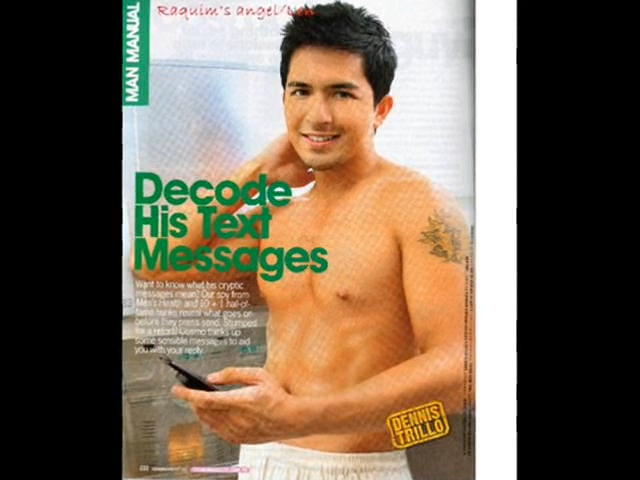 MAN MANUAL
Raquim's angel/
Decode
His Text
Messages
Want to know what his cryptic
messages mean? Our spy from
Men's Health and 10 + 1 hall-of-
fame hunks reveal what goes on
before they press send. Stumped
for a retort? Cosmo thinks up
some sensible messages to aid
you with your reply.
DENNIS
TRILLO